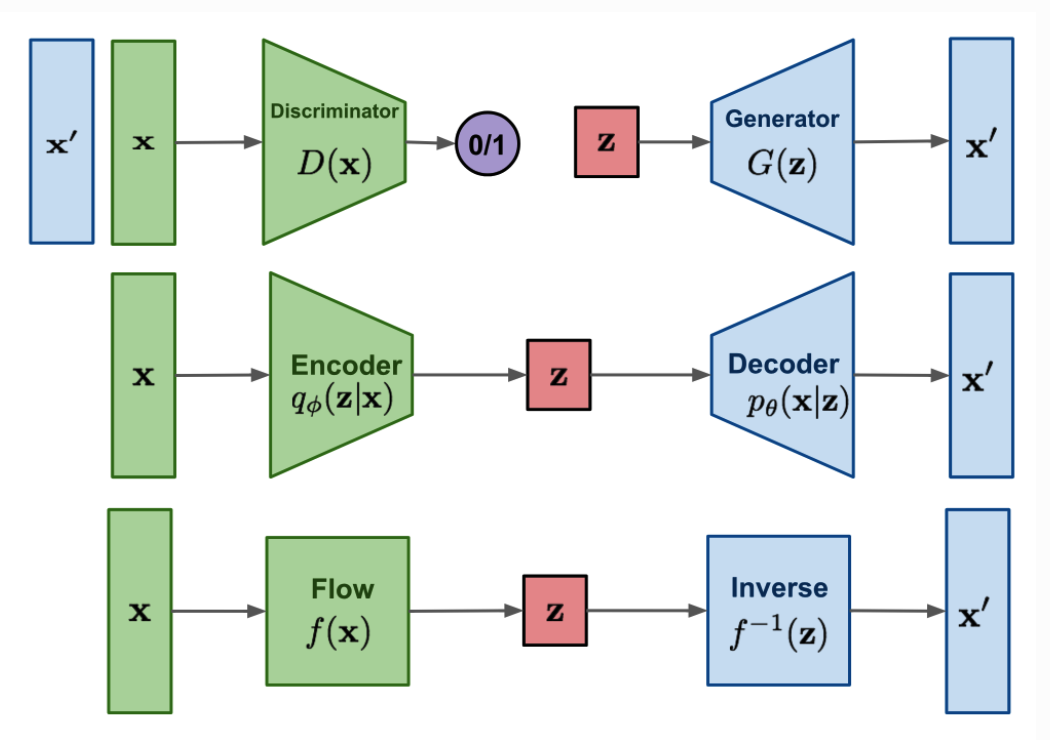 x′ x Discriminator D(x) 0/1 z Generator G(z) x′
x Encoder q_ϕ(z|x) z Decoder p_θ(x|z) x′
x Flow f(x) z Inverse f⁻¹(z) x′